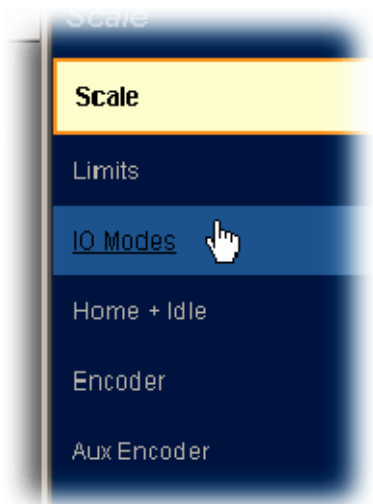 Scale
Scale
Limits
IO Modes
Home + Idle
Encoder
Aux Encoder